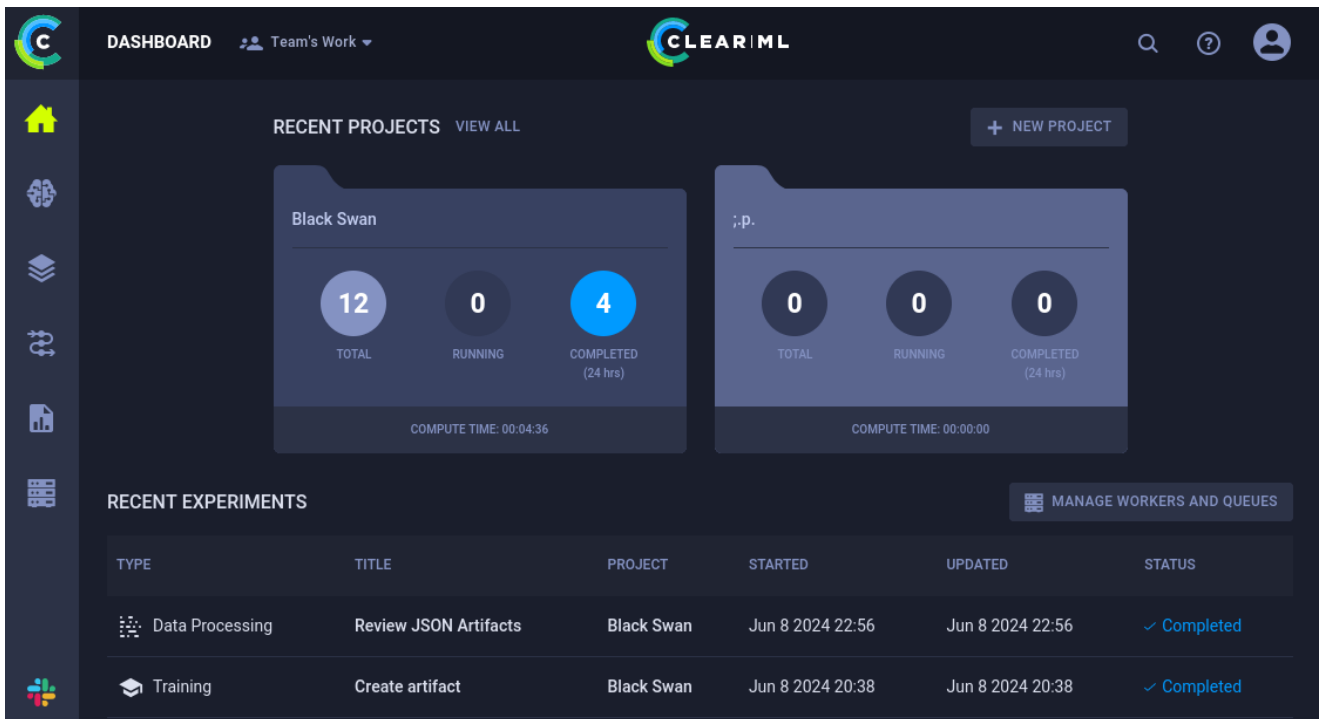 C DASHBOARD Team's Work CLEAR|ML ?
RECENT PROJECTS VIEW ALL + NEW PROJECT
Black Swan ;.p.
12 0 4 0 0 0
TOTAL RUNNING COMPLETED TOTAL RUNNING COMPLETED
(24 hrs) (24 hrs)
COMPUTE TIME: 00:04:36 COMPUTE TIME: 00:00:00
RECENT EXPERIMENTS MANAGE WORKERS AND QUEUES
TYPE TITLE PROJECT STARTED UPDATED STATUS
Data Processing Review JSON Artifacts Black Swan Jun 8 2024 22:56 Jun 8 2024 22:56 Completed
Training Create artifact Black Swan Jun 8 2024 20:38 Jun 8 2024 20:38 Completed